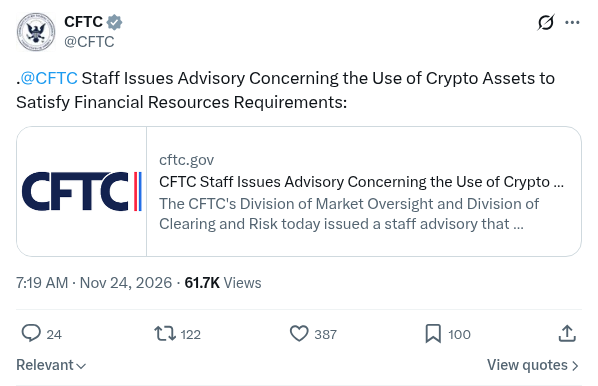 CFTC
@CFTC
.@CFTC Staff Issues Advisory Concerning the Use of Crypto Assets to
Satisfy Financial Resources Requirements:
CFTC
cftc.gov
CFTC Staff Issues Advisory Concerning the Use of Crypto ...
The CFTC's Division of Market Oversight and Division of
Clearing and Risk today issued a staff advisory that ...
7:19 AM · Nov 24, 2026 · 61.7K Views
24 122 387 100
Relevant View quotes